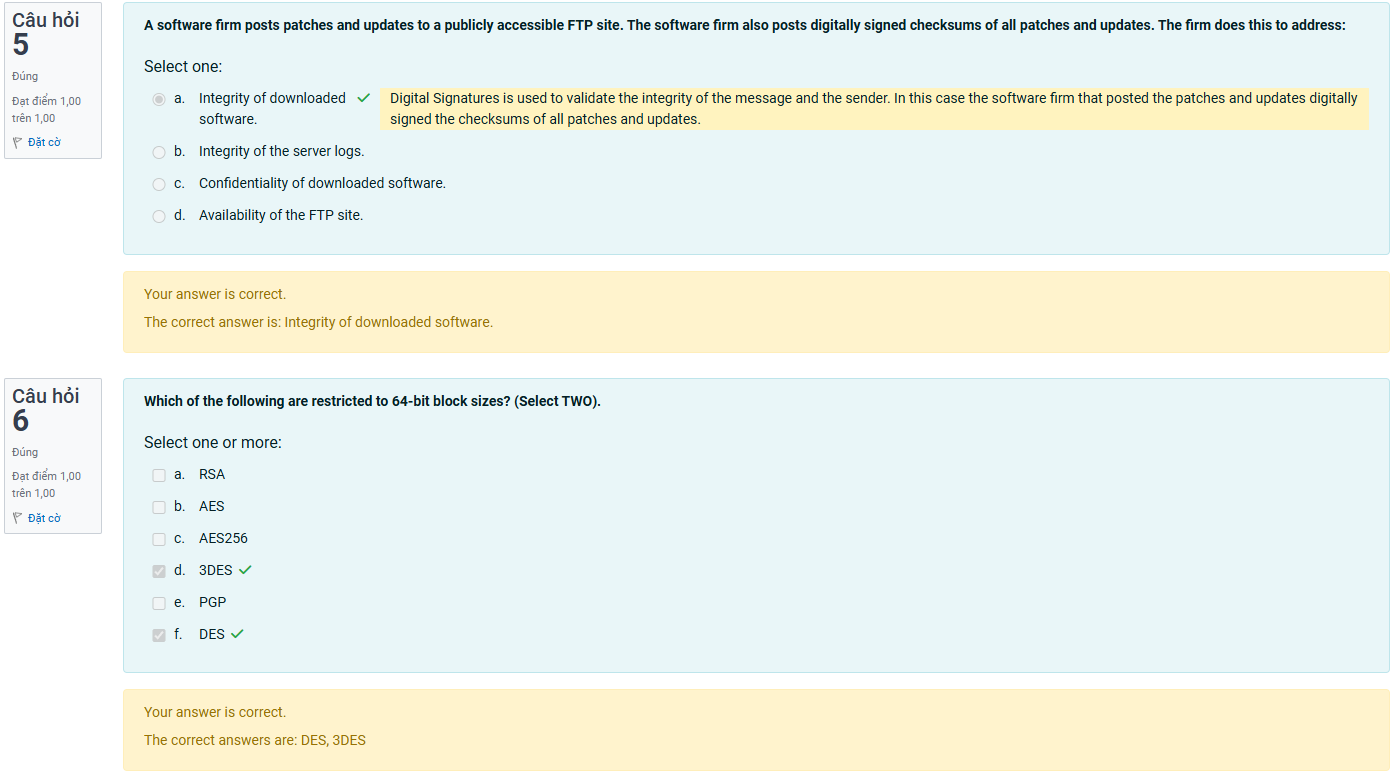 Câu hỏi
5
Đúng
Đạt điểm 1,00
trên 1,00
Đặt cờ
A software firm posts patches and updates to a publicly accessible FTP site. The software firm also posts digitally signed checksums of all patches and updates. The firm does this to address:
Select one:
a. Integrity of downloaded
software.
Digital Signatures is used to validate the integrity of the message and the sender. In this case the software firm that posted the patches and updates digitally
signed the checksums of all patches and updates.
b. Integrity of the server logs.
c. Confidentiality of downloaded software.
d. Availability of the FTP site.
Your answer is correct.
The correct answer is: Integrity of downloaded software.
Câu hỏi
6
Đúng
Đạt điểm 1,00
trên 1,00
Đặt cờ
Which of the following are restricted to 64-bit block sizes? (Select TWO).
Select one or more:
a. RSA
b. AES
c. AES256
d. 3DES
e. PGP
f. DES
Your answer is correct.
The correct answers are: DES, 3DES